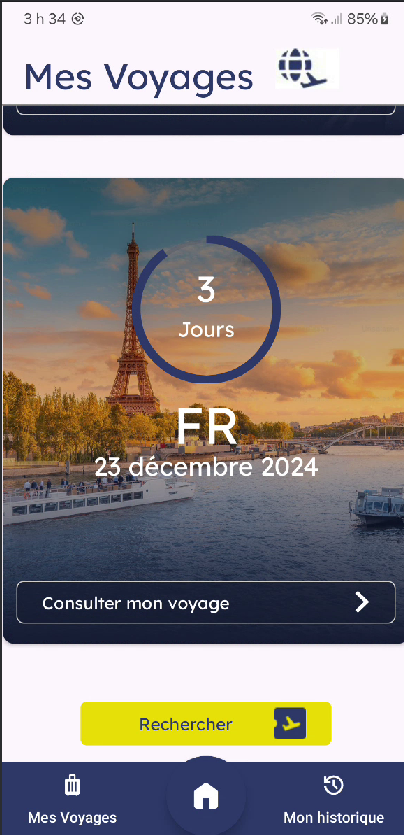 3 h 34
85%
Mes Voyages
3
Jours
FR
23 décembre 2024
Consulter mon voyage
Rechercher
Mes Voyages
Mon historique